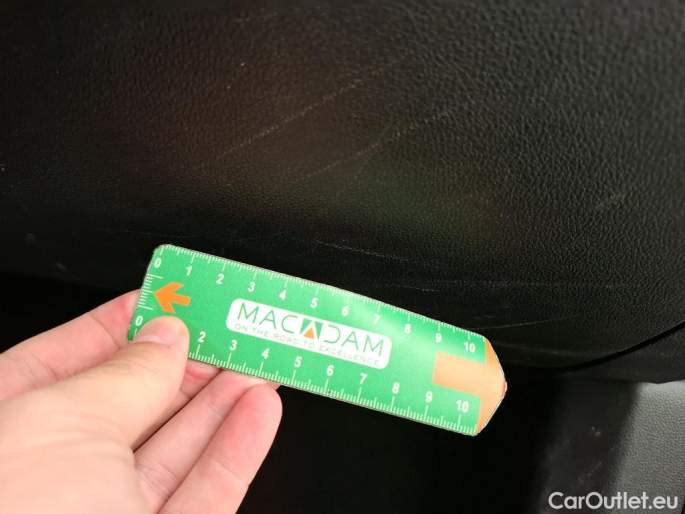 0 1 2 3 4 5 6 7 8 9 10
MACADAM
ON THE ROAD TO EXCELLENCE
0 2 3 4 5 6 7 8 9 10
CarOutlet.eu